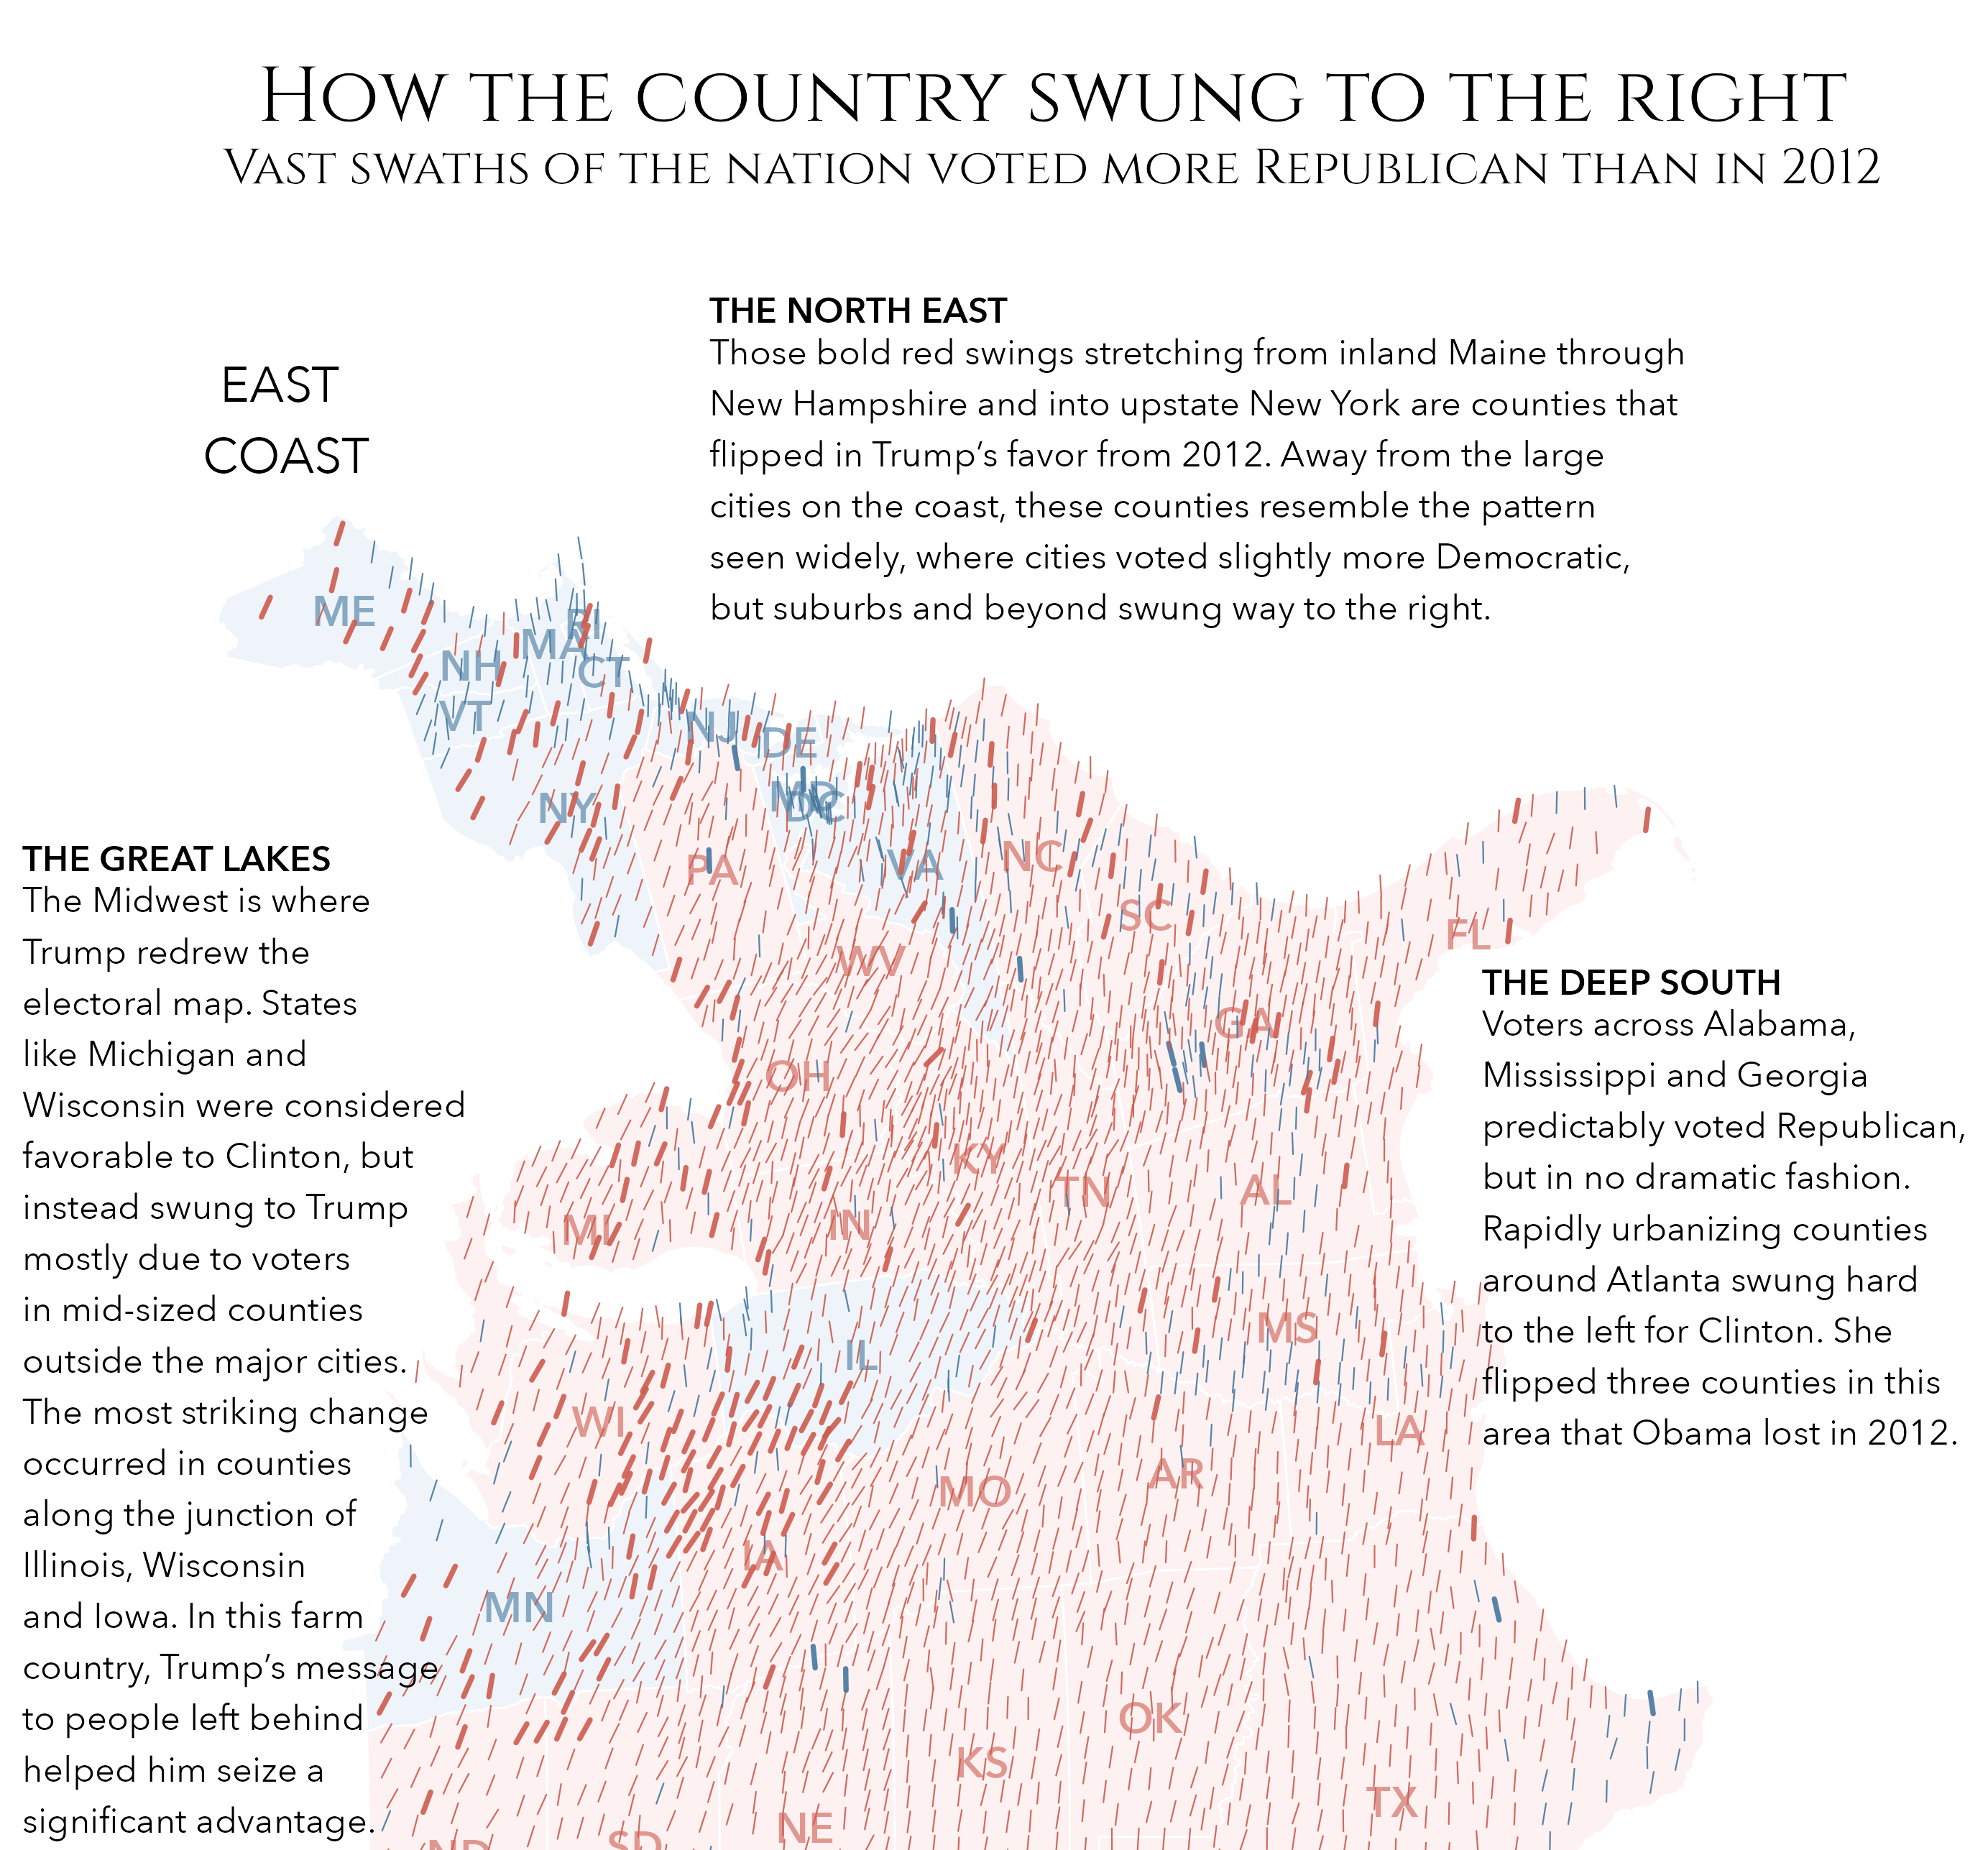 HOW THE COUNTRY SWUNG TO THE RIGHT
VAST SWATHS OF THE NATION VOTED MORE REPUBLICAN THAN IN 2012
THE NORTH EAST
Those bold red swings stretching from inland Maine through
New Hampshire and into upstate New York are counties that
flipped in Trump’s favor from 2012. Away from the large
cities on the coast, these counties resemble the pattern
seen widely, where cities voted slightly more Democratic,
but suburbs and beyond swung way to the right.
EAST
COAST
ME
RI
MA
NH
CT
VT
NJ
DE
MD
DC
NY
PA
VA
NC
SC
FL
WV
GA
OH
KY
TN
AL
MI
IN
MS
IL
WI
LA
MO
AR
IA
MN
OK
KS
TX
NE
SD
ND
THE GREAT LAKES
The Midwest is where
Trump redrew the
electoral map. States
like Michigan and
Wisconsin were considered
favorable to Clinton, but
instead swung to Trump
mostly due to voters
in mid-sized counties
outside the major cities.
The most striking change
occurred in counties
along the junction of
Illinois, Wisconsin
and Iowa. In this farm
country, Trump’s message
to people left behind
helped him seize a
significant advantage.
THE DEEP SOUTH
Voters across Alabama,
Mississippi and Georgia
predictably voted Republican,
but in no dramatic fashion.
Rapidly urbanizing counties
around Atlanta swung hard
to the left for Clinton. She
flipped three counties in this
area that Obama lost in 2012.